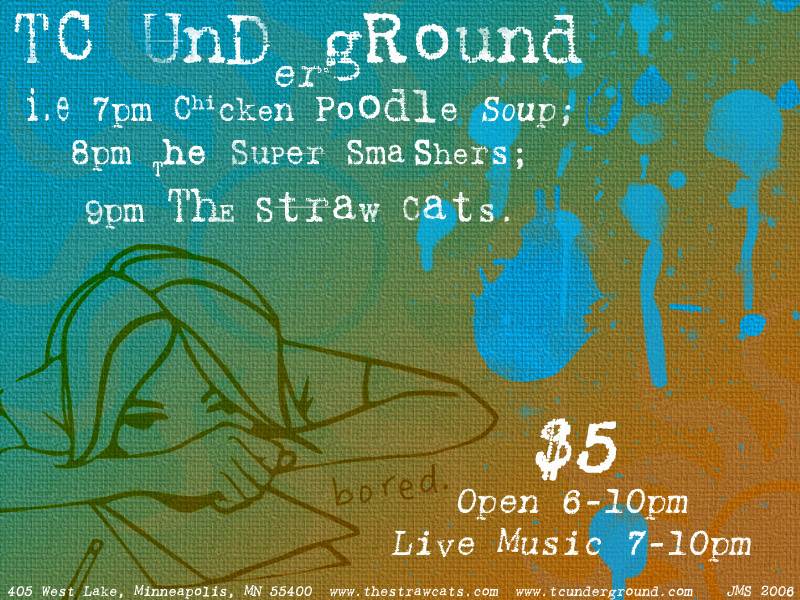 TC UnDergRound
i.e 7pm Chicken PoOdle Soup;
8pm The SuPer SmaSHers;
9pm ThE Straw Cats.
$5
bored.
Open 6-10pm
Live Music 7-10pm
405 West Lake, Minneapolis, MN 55400 www.thestrawcats.com www.tcunderground.com JMS 2006